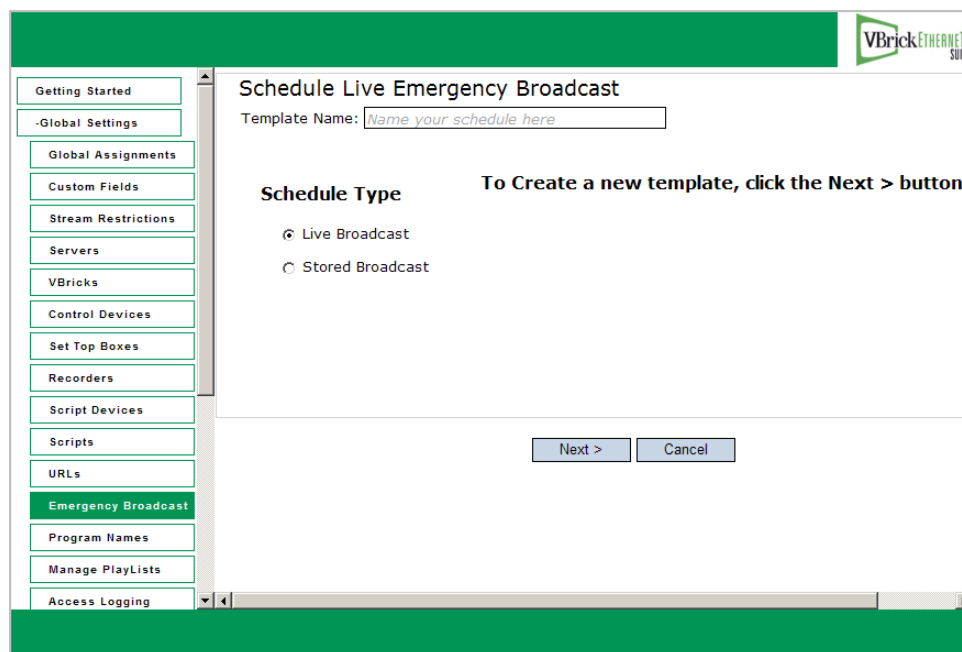 VBrick ETHERNET
Getting Started
-Global Settings
Global Assignments
Custom Fields
Stream Restrictions
Servers
VBricks
Control Devices
Set Top Boxes
Recorders
Script Devices
Scripts
URLs
Emergency Broadcast
Program Names
Manage PlayLists
Access Logging
Schedule Live Emergency Broadcast
Template Name: Name your schedule here
Schedule Type
To Create a new template, click the Next > button
Live Broadcast
Stored Broadcast
Next >
Cancel